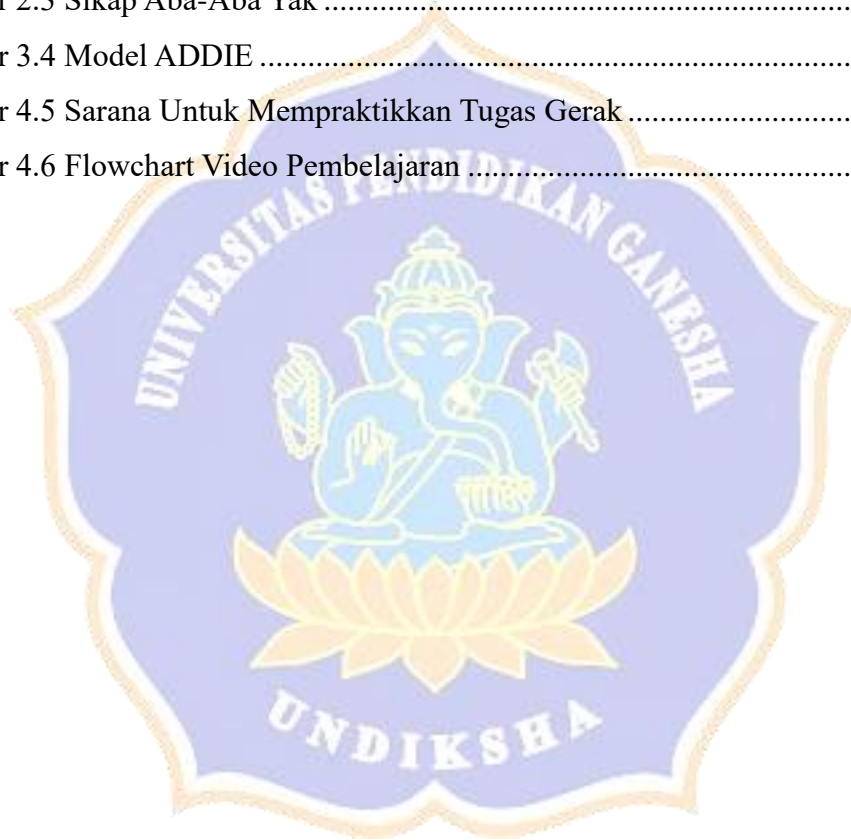 r 2.3 Sikap Aba-Aba Yak ................................................................
r 3.4 Model ADDIE ........................................................................
r 4.5 Sarana Untuk Mempraktikkan Tugas Gerak ...........................
r 4.6 Flowchart Video Pembelajaran ...............................................
UNIVERSITAS PENDIDIKAN GANESHA
UNDIKSHA